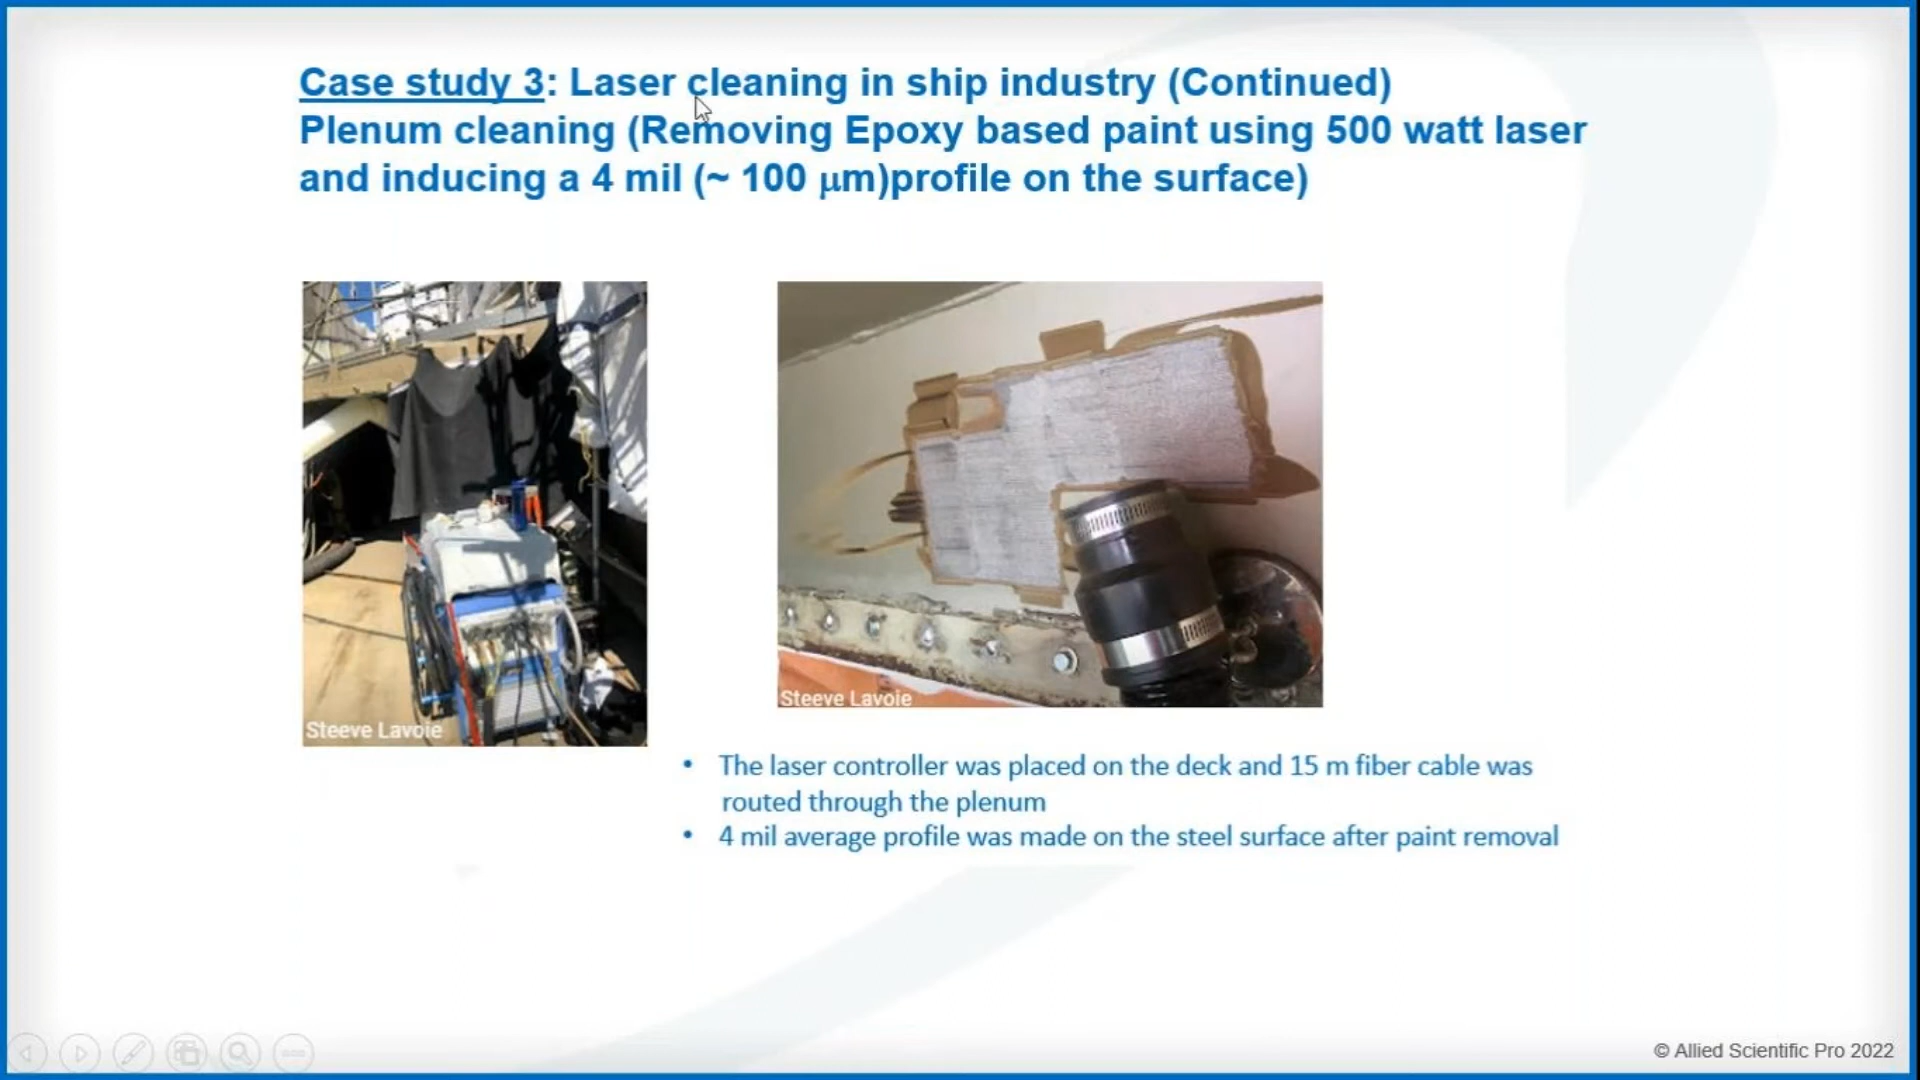 Case study 3: Laser cleaning in ship industry (Continued)
Plenum cleaning (Removing Epoxy based paint using 500 watt laser
and inducing a 4 mil (~ 100 µm)profile on the surface)
Steeve Lavoie
Steeve Lavoie
• The laser controller was placed on the deck and 15 m fiber cable was
routed through the plenum
• 4 mil average profile was made on the steel surface after paint removal
© Allied Scientific Pro 2022